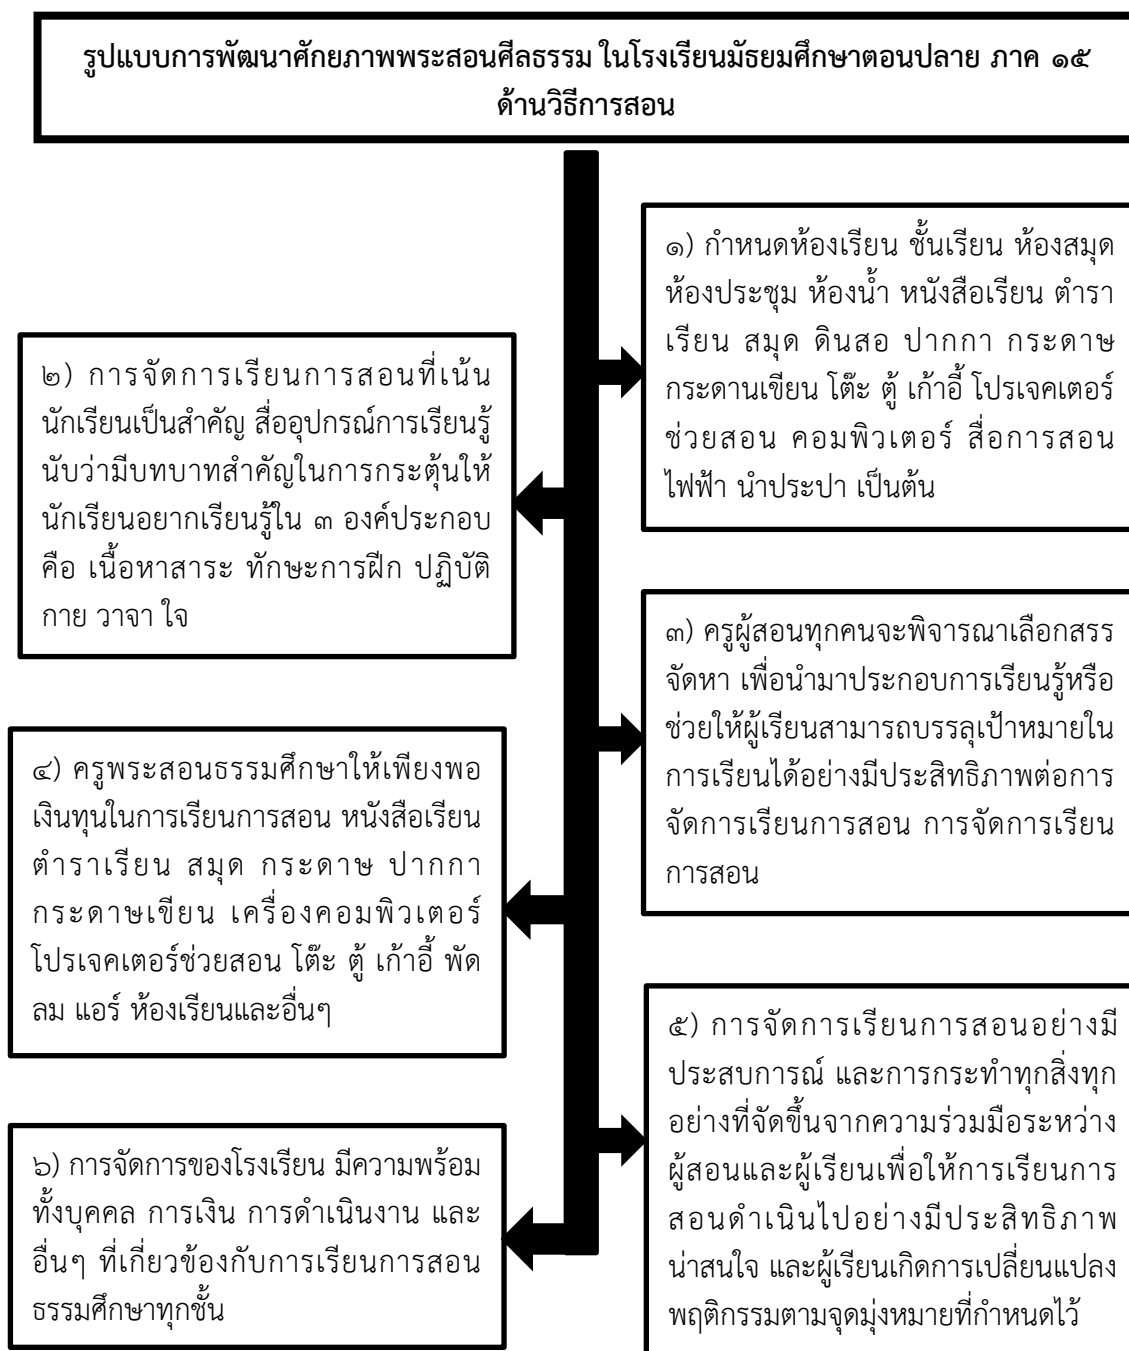 รูปแบบการพัฒนาศักยภาพพระสอนศีลธรรม ในโรงเรียนมัธยมศึกษาตอนปลาย ภาค ๑๕
ด้านวิธีการสอน
๑) กำหนดห้องเรียน ชั้นเรียน ห้องสมุด
ห้องประชุม ห้องน้ำ หนังสือเรียน ตำรา
เรียน สมุด ดินสอ ปากกา กระดาษ
กระดานเขียน โต๊ะ ตู้ เก้าอี้ โปรเจคเตอร์
ช่วยสอน คอมพิวเตอร์ สื่อการสอน
ไฟฟ้า นำประปา เป็นต้น
๒) การจัดการเรียนการสอนที่เน้น
นักเรียนเป็นสำคัญ สื่ออุปกรณ์การเรียนรู้
นับว่ามีบทบาทสำคัญในการกระตุ้นให้
นักเรียนอยากเรียนรู้ใน ๓ องค์ประกอบ
คือ เนื้อหาสาระ ทักษะการฝึก ปฏิบัติ
กาย วาจา ใจ
๓) ครูผู้สอนทุกคนจะพิจารณาเลือกสรร
จัดหา เพื่อนำมาประกอบการเรียนรู้หรือ
ช่วยให้ผู้เรียนสามารถบรรลุเป้าหมายใน
การเรียนได้อย่างมีประสิทธิภาพต่อการ
จัดการเรียนการสอน การจัดการเรียน
การสอน
๔) ครูพระสอนธรรมศึกษาให้เพียงพอ
เงินทุนในการเรียนการสอน หนังสือเรียน
ตำราเรียน สมุด กระดาษ ปากกา
กระดาษเขียน เครื่องคอมพิวเตอร์
โปรเจคเตอร์ช่วยสอน โต๊ะ ตู้ เก้าอี้ พัด
ลม แอร์ ห้องเรียนและอื่นๆ
๕) การจัดการเรียนการสอนอย่างมี
ประสบการณ์ และการกระทำทุกสิ่งทุก
อย่างที่จัดขึ้นจากความร่วมมือระหว่าง
ผู้สอนและผู้เรียนเพื่อให้การเรียนการ
สอนดำเนินไปอย่างมีประสิทธิภาพ
น่าสนใจ และผู้เรียนเกิดการเปลี่ยนแปลง
พฤติกรรมตามจุดมุ่งหมายที่กำหนดไว้
๖) การจัดการของโรงเรียน มีความพร้อม
ทั้งบุคคล การเงิน การดำเนินงาน และ
อื่นๆ ที่เกี่ยวข้องกับการเรียนการสอน
ธรรมศึกษาทุกชั้น